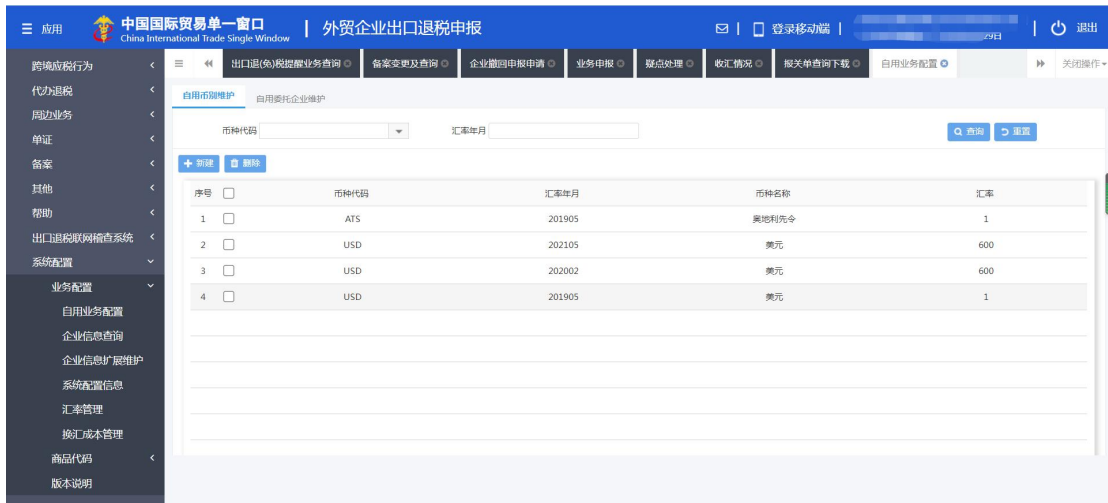 应用 中国国际贸易单一窗口 China International Trade Single Window 外贸企业出口退税申报 登录移动端 29日 退出
出口退(免)税提醒业务查询 备案变更及查询 企业撤回申报申请 业务申报 疑点处理 收汇情况 报关单查询下载 自用业务配置 关闭操作
跨境应税行为
代办退税
周边业务
单证
备案
其他
帮助
出口退税联网稽查系统
系统配置
业务配置
自用业务配置
企业信息查询
企业信息扩展维护
系统配置信息
汇率管理
换汇成本管理
商品代码
版本说明
自用币别维护 自用委托企业维护
币种代码 汇率年月 查询 重置
新建 删除
序号 币种代码 汇率年月 币种名称 汇率
1 ATS 201905 奥地利先令 1
2 USD 202105 美元 600
3 USD 202002 美元 600
4 USD 201905 美元 1